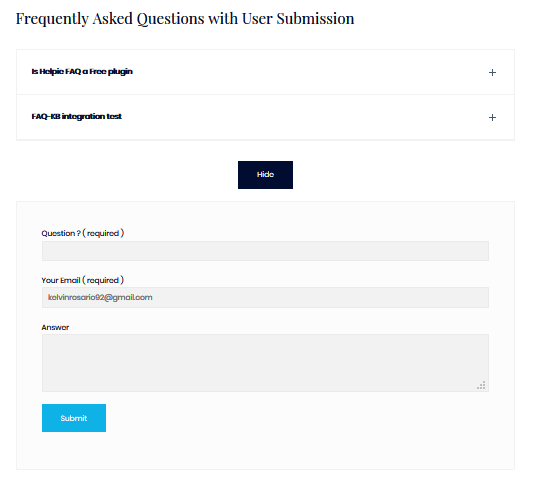 Frequently Asked Questions with User Submission
Is Helpie FAQ a Free plugin
FAQ-KB integration test
Hide
Question ? ( required )
Your Email ( required )
kelvinrosario92@gmail.com
Answer
Submit